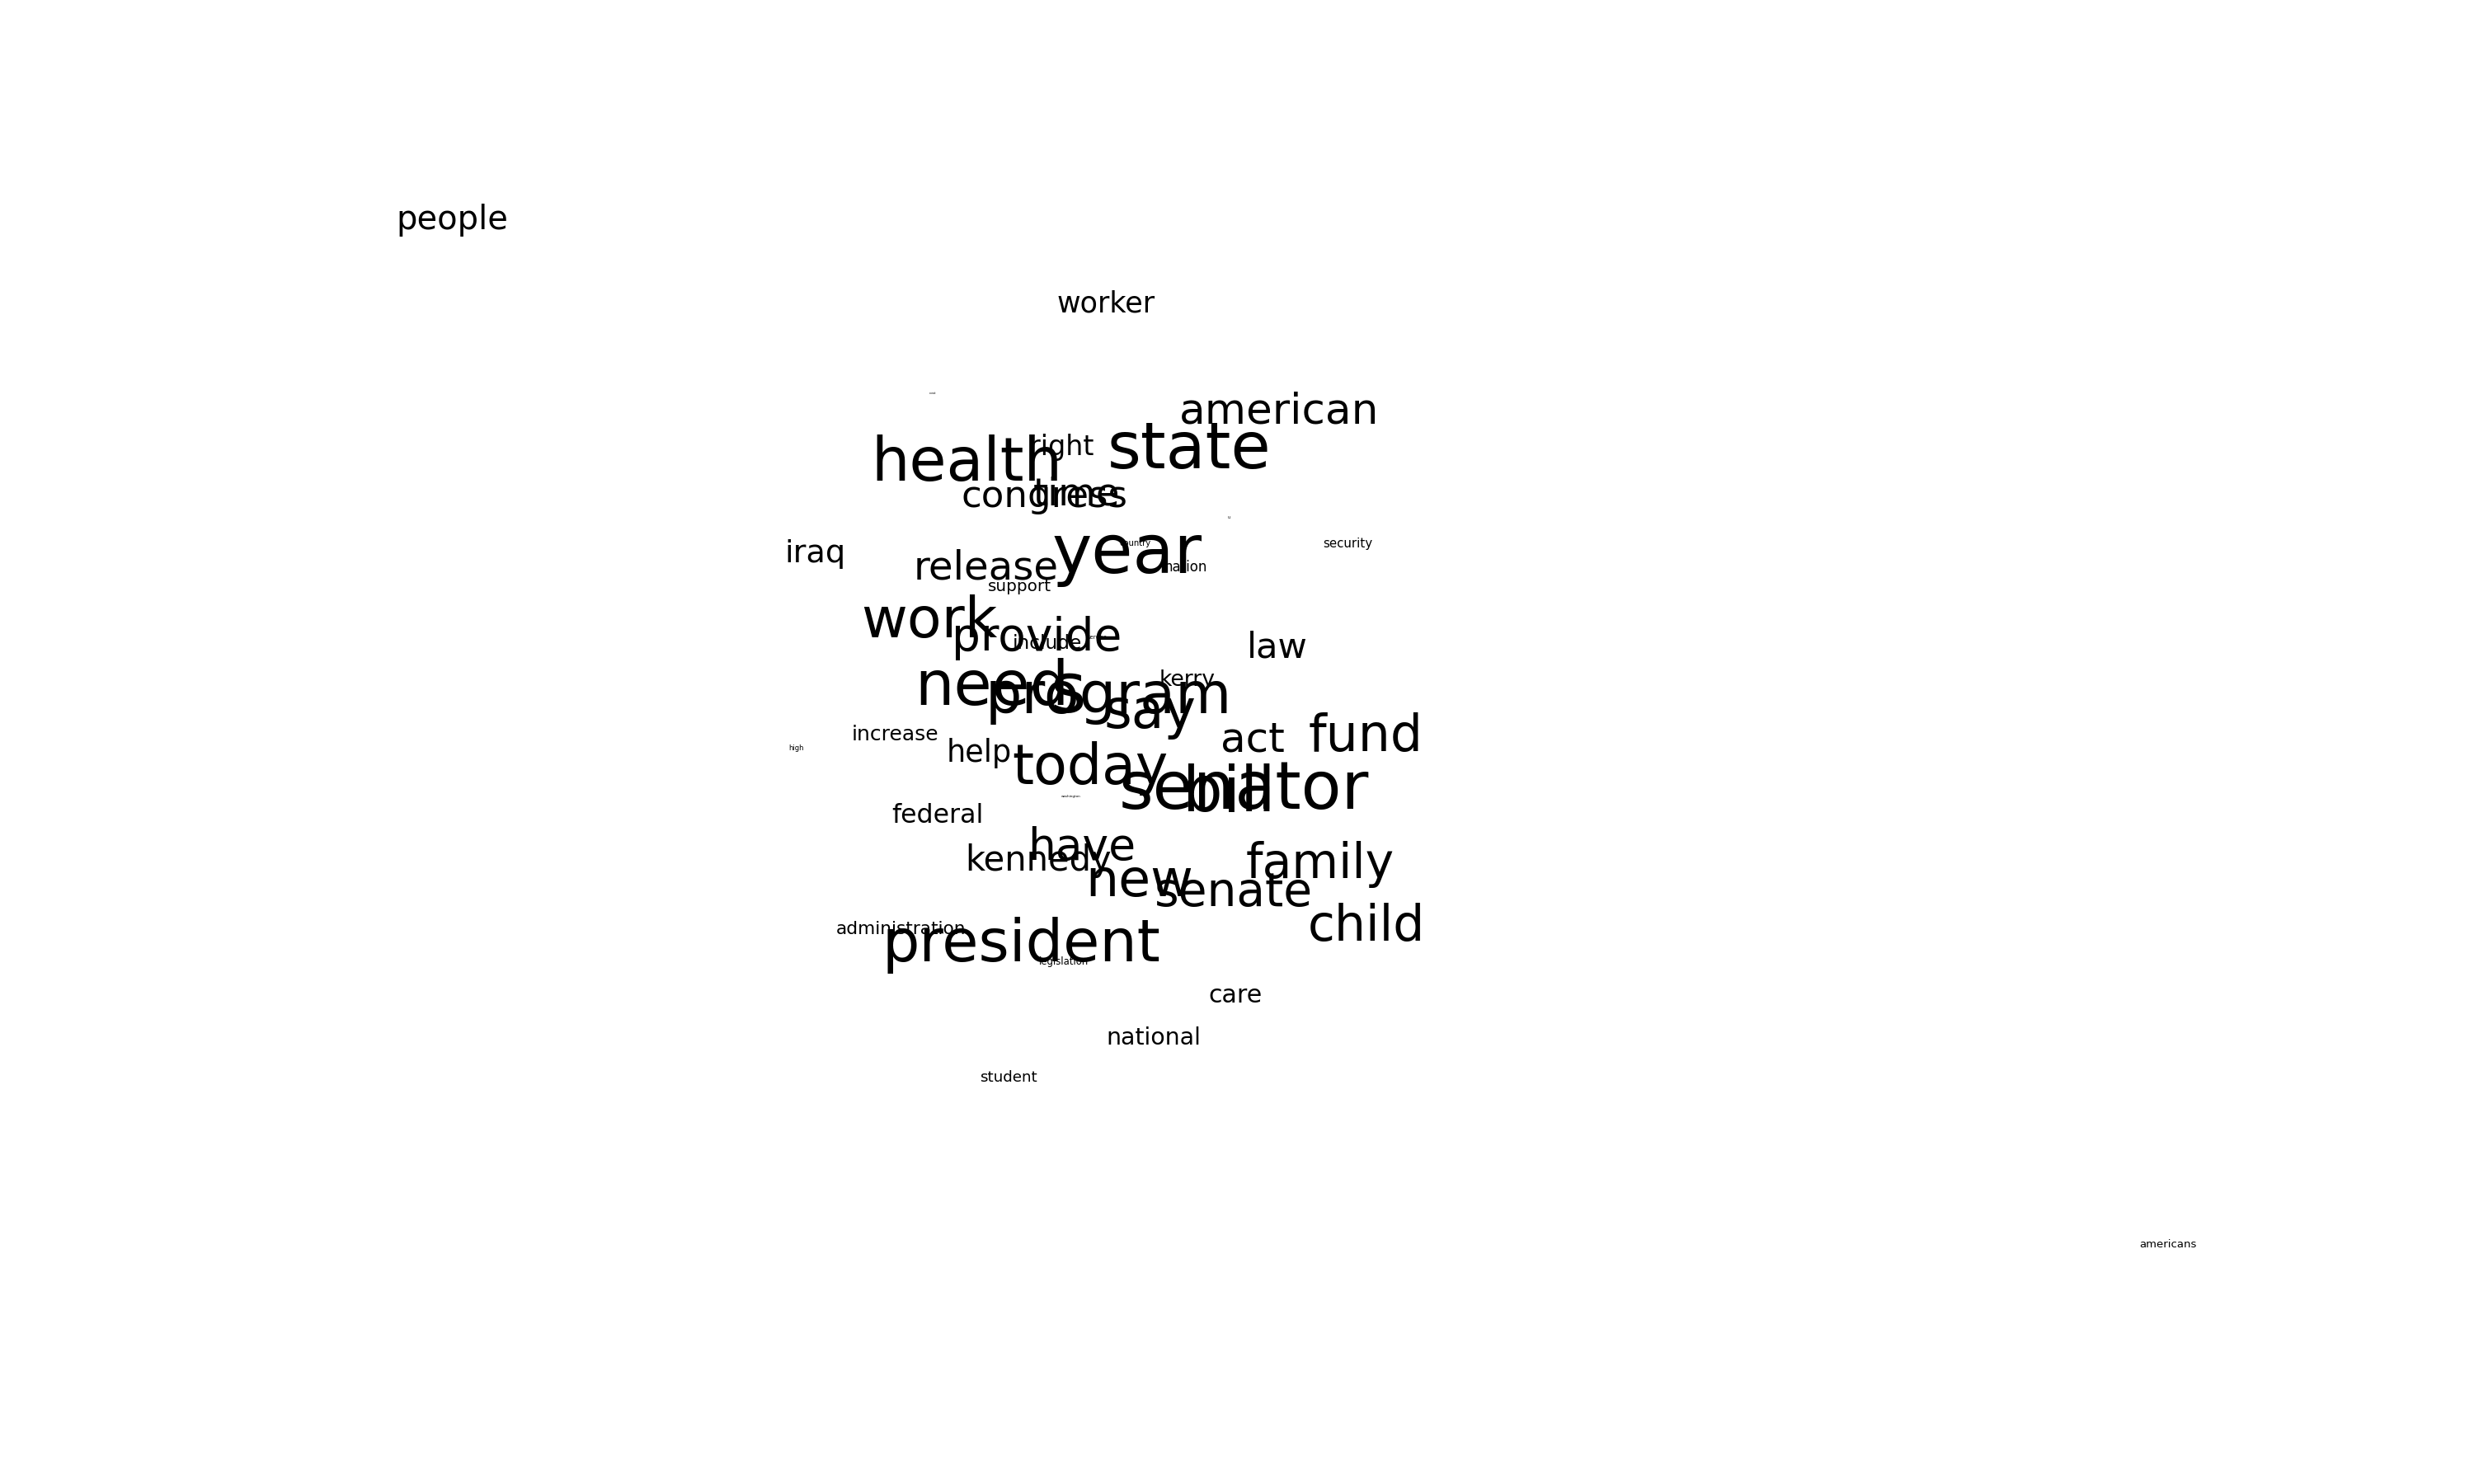 people
worker
american
state
right
health
time
congress
iraq
country
security
release
nation
support
work
provide
include
law
need
s
program
kerry
say
increase
high
help
act
fund
today
senator
bill
washington
federal
have
kennedy
family
new
senate
child
administration
president
legislation
care
national
student
americans